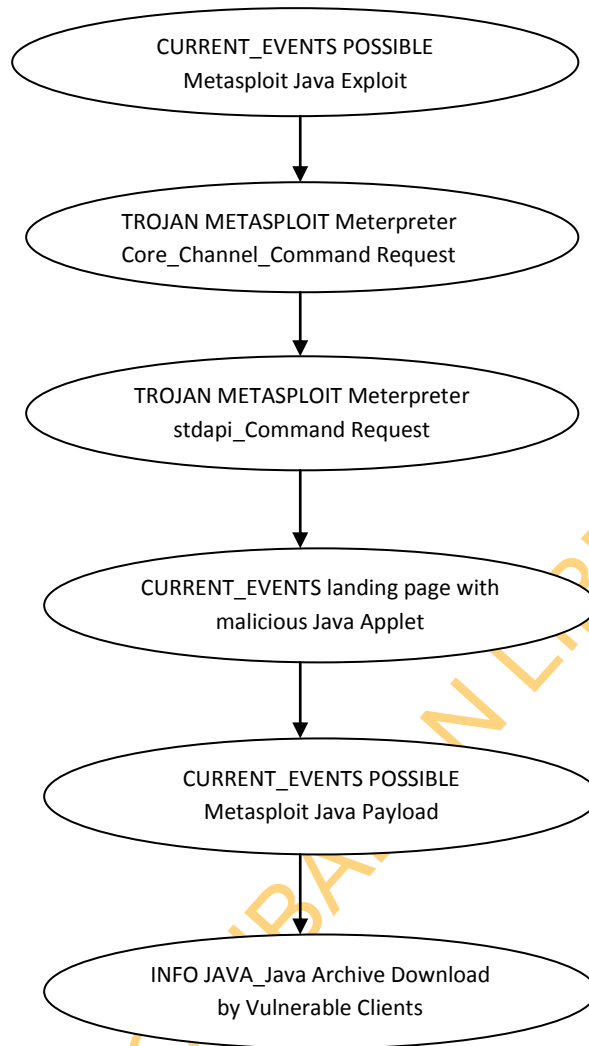 CURRENT_EVENTS POSSIBLE
Metasploit Java Exploit
TROJAN METASPLOIT Meterpreter
Core_Channel_Command Request
TROJAN METASPLOIT Meterpreter
stdapi_Command Request
CURRENT_EVENTS landing page with
malicious Java Applet
CURRENT_EVENTS POSSIBLE
Metasploit Java Payload
INFO JAVA_Java Archive Download
by Vulnerable Clients